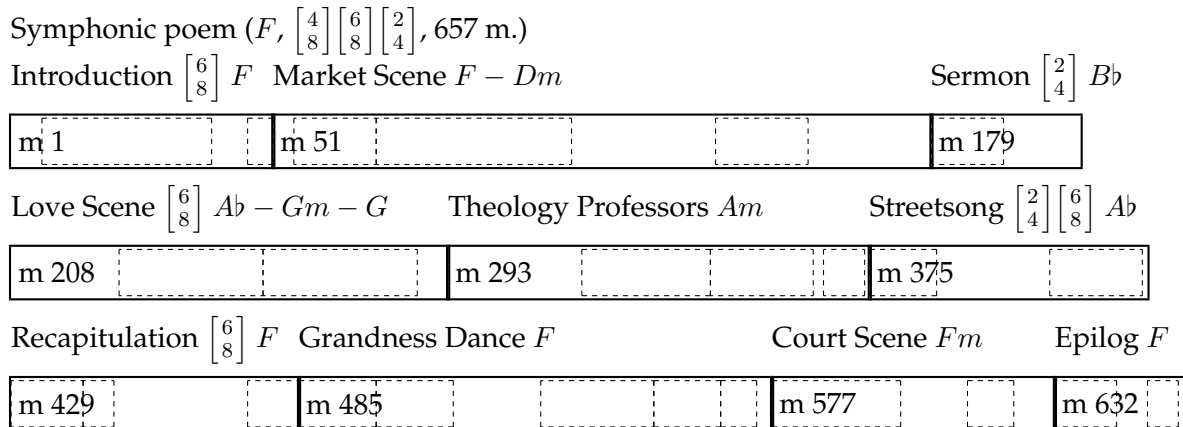 Symphonic poem (F, [4/8][6/8][2/4], 657 m.)
Introduction [6/8] F Market Scene F − Dm Sermon [2/4] B♭
m 1 m 51 m 179
Love Scene [6/8] A♭ − Gm − G Theology Professors Am Streetsong [2/4][6/8] A♭
m 208 m 293 m 375
Recapitulation [6/8] F Grandness Dance F Court Scene Fm Epilog F
m 429 m 485 m 577 m 632